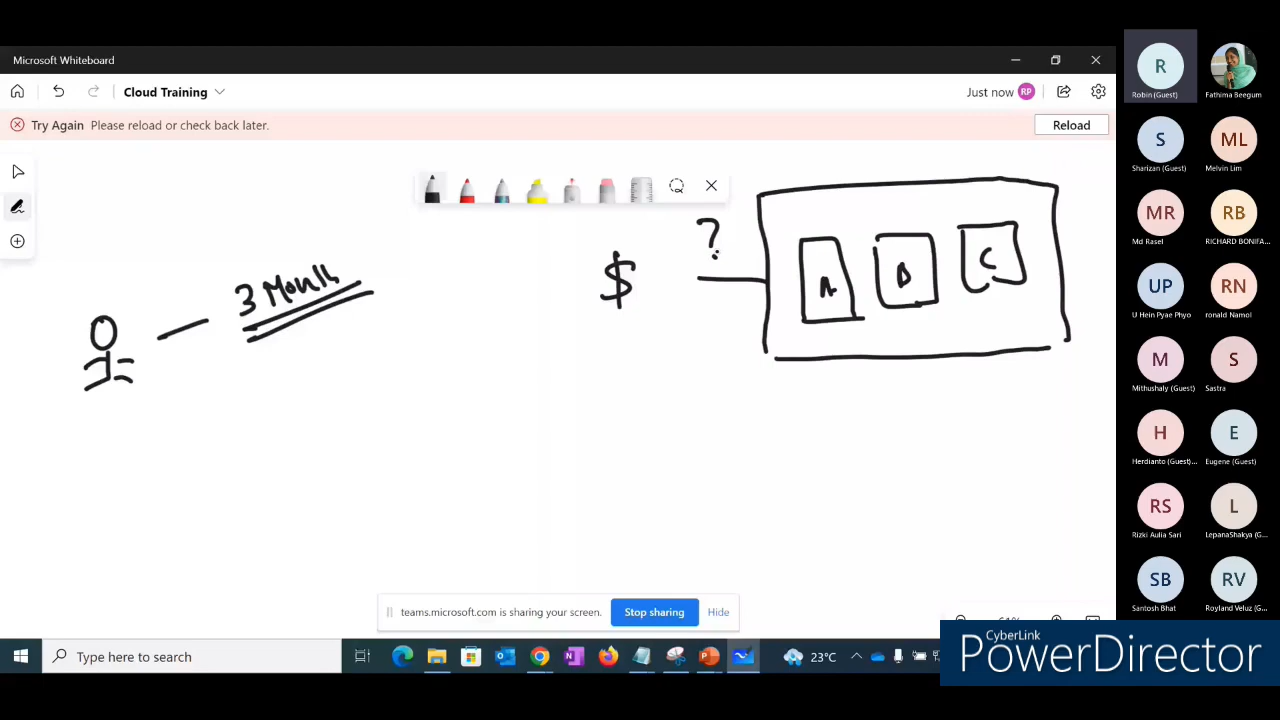 Microsoft Whiteboard
Cloud Training
Just now RP
Try Again Please reload or check back later.
Reload
3 Month
$
?
A
B
C
teams.microsoft.com is sharing your screen.
Stop sharing
Hide
Type here to search
23°C
R
Robin (Guest)
Fathima Beegum
S
Sharizan (Guest)
ML
Melvin Lim
MR
Md Rasel
RB
RICHARD BONIFA...
UP
U Hein Pyae Phyo
RN
ronald Namol
M
Mithushaly (Guest)
S
Sastra
H
Herdianto (Guest)...
E
Eugene (Guest)
RS
Rizki Aulia Sari
L
LepanaShakya (G...
SB
Santosh Bhat
RV
Royland Veluz (G...
CyberLink
PowerDirector